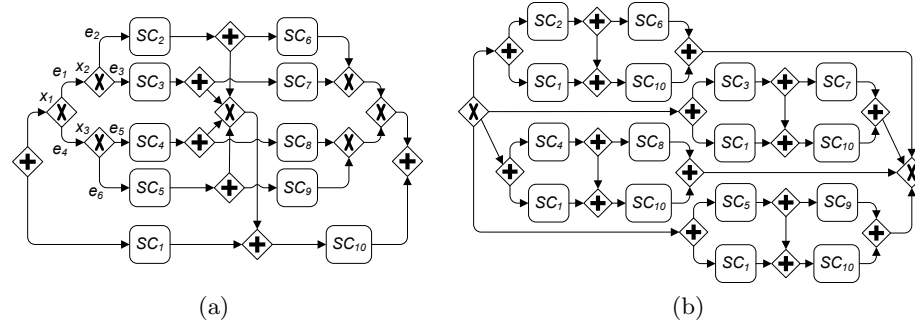 e2 SC2 SC6
e1 x2 e3 SC3 SC7
x1
x3 e5 SC4 SC8
e4
e6 SC5 SC9
SC1 SC10
(a)
SC2 SC6
SC1 SC10
SC3 SC7
SC4 SC8
SC1 SC10
SC1 SC10
SC5 SC9
SC1 SC10
(b)